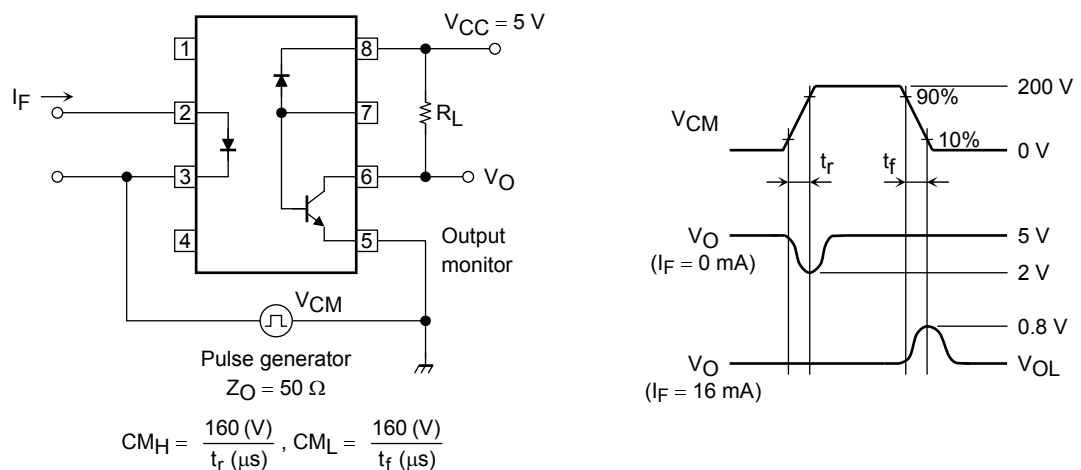 V_CC = 5 V
1
8
I_F
2
7
R_L
3
6
V_O
4
5
Output
monitor
V_CM
Pulse generator
Z_O = 50 Ω
CM_H = 160 (V) / t_r (μs) , CM_L = 160 (V) / t_f (μs)
200 V
90%
V_CM
10%
0 V
t_r
t_f
V_O
(I_F = 0 mA)
5 V
2 V
0.8 V
V_O
(I_F = 16 mA)
V_OL